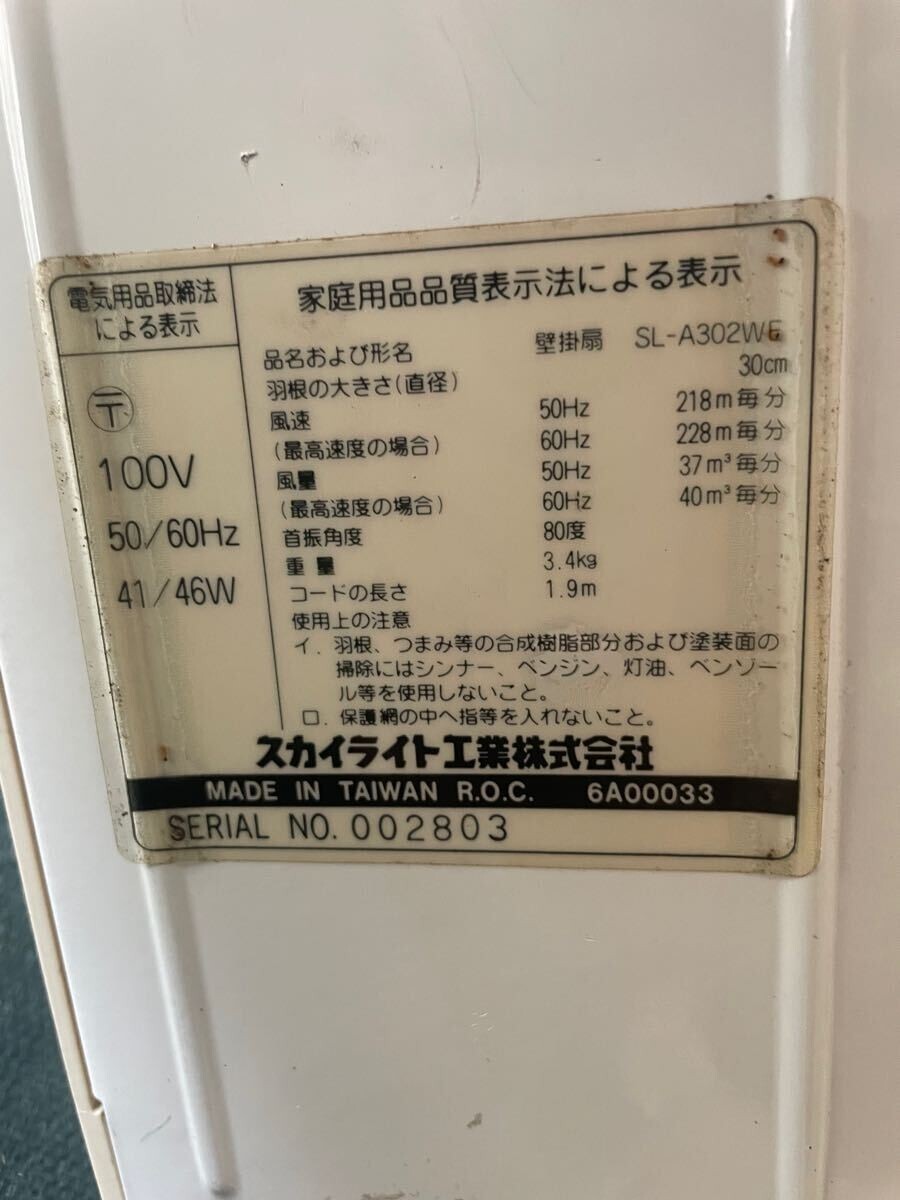 電気用品取締法
による表示
〒
100V
50/60Hz
41/46W
家庭用品品質表示法による表示
品名および形名 壁掛扇 SL-A302WE
羽根の大きさ(直径) 30cm
風速 50Hz 218m毎分
(最高速度の場合) 60Hz 228m毎分
風量 50Hz 37m³毎分
(最高速度の場合) 60Hz 40m³毎分
首振角度 80度
重量 3.4kg
コードの長さ 1.9m
使用上の注意
イ. 羽根、つまみ等の合成樹脂部分および塗装面の
掃除にはシンナー、ベンジン、灯油、ベンゾー
ル等を使用しないこと。
ロ. 保護網の中へ指等を入れないこと。
スカイライト工業株式会社
MADE IN TAIWAN R.O.C. 6A00033
SERIAL NO. 002803